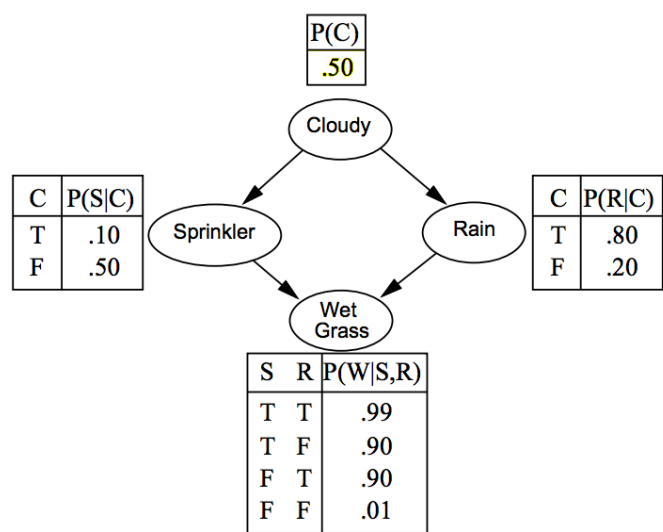 P(C)
.50
Cloudy
C P(S|C)
T .10
F .50
Sprinkler
Rain
C P(R|C)
T .80
F .20
Wet
Grass
S R P(W|S,R)
T T .99
T F .90
F T .90
F F .01